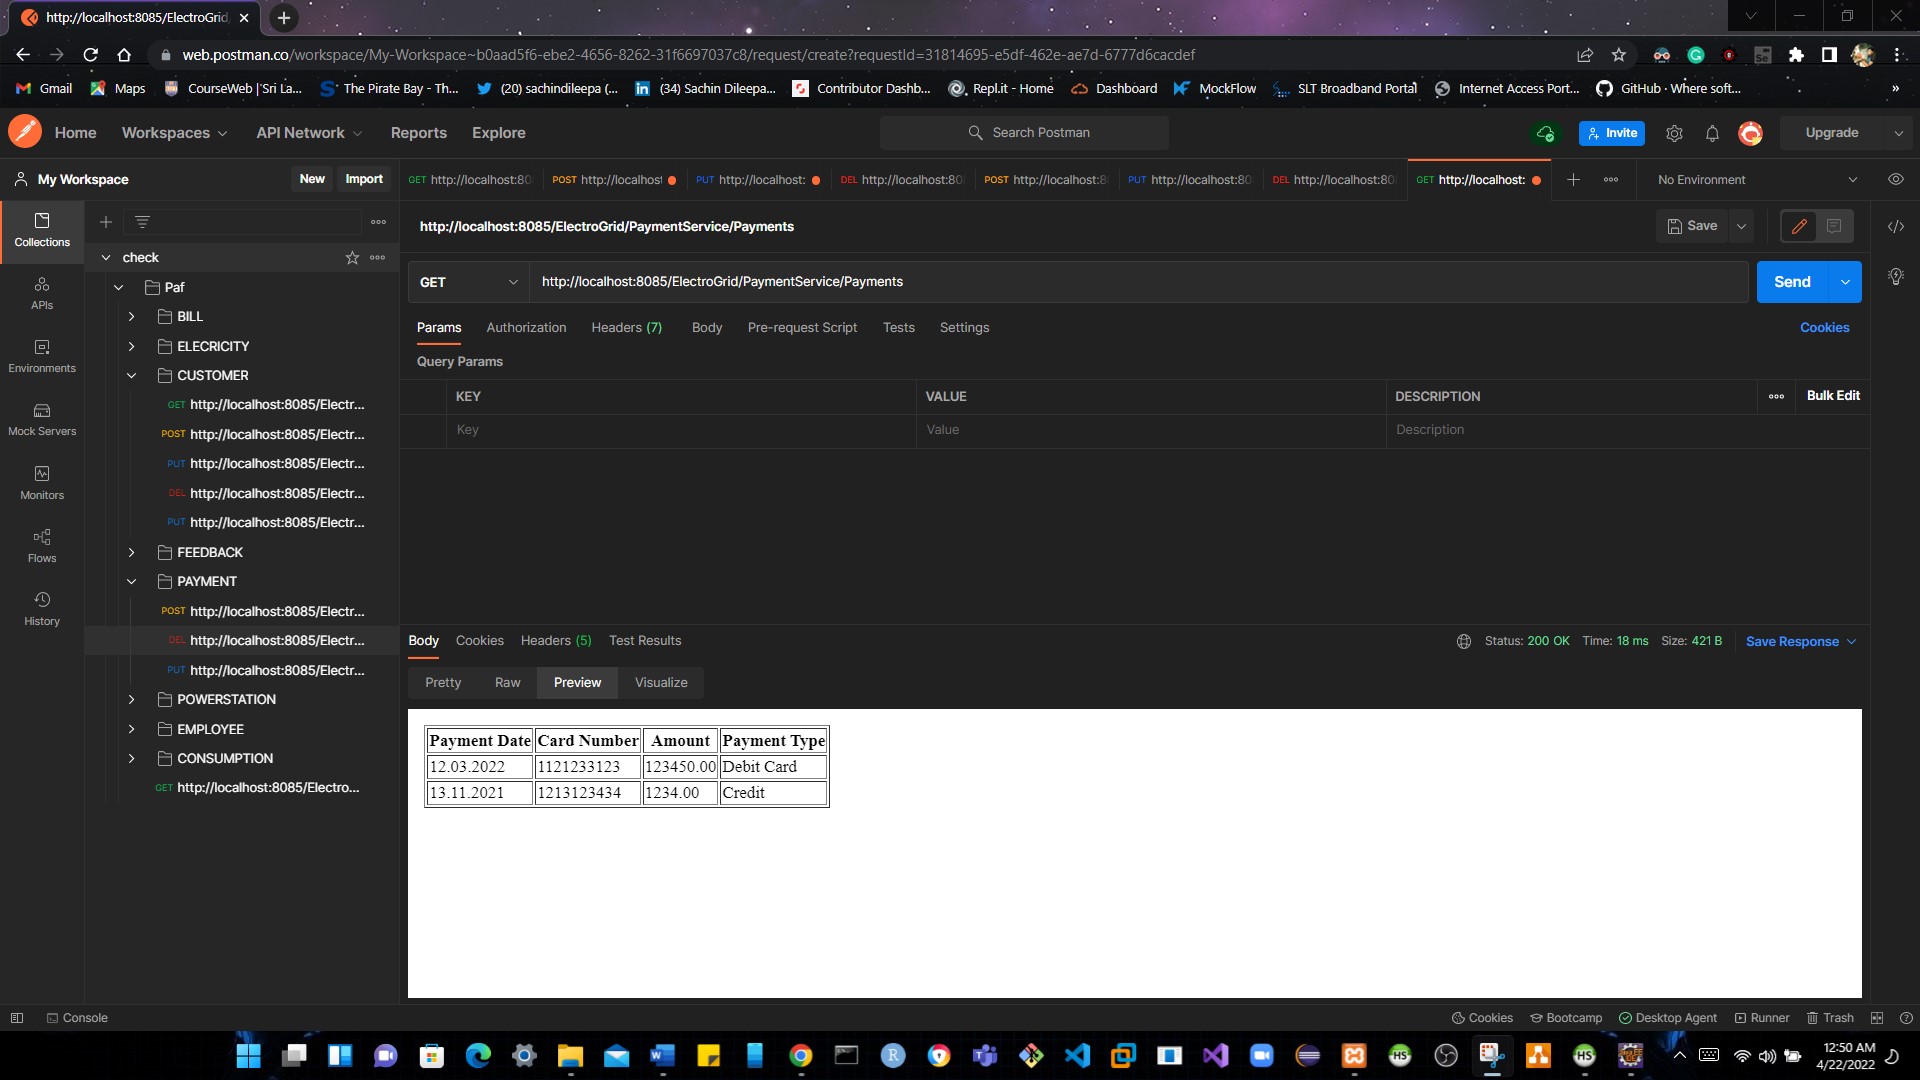 http://localhost:8085/ElectroGrid
web.postman.co/workspace/My-Workspace~b0aad5f6-ebe2-4656-8262-31f6697037c8/request/create?requestId=31814695-e5df-462e-ae7d-6777d6cacdef
Gmail Maps CourseWeb | Sri La... The Pirate Bay - Th... (20) sachindileepa (... (34) Sachin Dileepa... Contributor Dashb... Repl.it - Home Dashboard MockFlow SLT Broadband Portal Internet Access Port... GitHub · Where soft... »
Home Workspaces API Network Reports Explore Search Postman Invite Upgrade
My Workspace New Import GET http://localhost:80 POST http://localhost PUT http://localhost: DEL http://localhost:80 POST http://localhost:8 PUT http://localhost:80 DEL http://localhost:80 GET http://localhost: No Environment
Collections
APIs
Environments
Mock Servers
Monitors
Flows
History
check
Paf
BILL
ELECRICITY
CUSTOMER
GET http://localhost:8085/Electr...
POST http://localhost:8085/Electr...
PUT http://localhost:8085/Electr...
DEL http://localhost:8085/Electr...
PUT http://localhost:8085/Electr...
FEEDBACK
PAYMENT
POST http://localhost:8085/Electr...
DEL http://localhost:8085/Electr...
PUT http://localhost:8085/Electr...
POWERSTATION
EMPLOYEE
CONSUMPTION
GET http://localhost:8085/Electro...
http://localhost:8085/ElectroGrid/PaymentService/Payments Save
GET http://localhost:8085/ElectroGrid/PaymentService/Payments Send
Params Authorization Headers (7) Body Pre-request Script Tests Settings Cookies
Query Params
KEY VALUE DESCRIPTION Bulk Edit
Key Value Description
Body Cookies Headers (5) Test Results Status: 200 OK Time: 18 ms Size: 421 B Save Response
Pretty Raw Preview Visualize
Payment Date Card Number Amount Payment Type
12.03.2022 1121233123 123450.00 Debit Card
13.11.2021 1213123434 1234.00 Credit
Console Cookies Bootcamp Desktop Agent Runner Trash
12:50 AM
4/22/2022